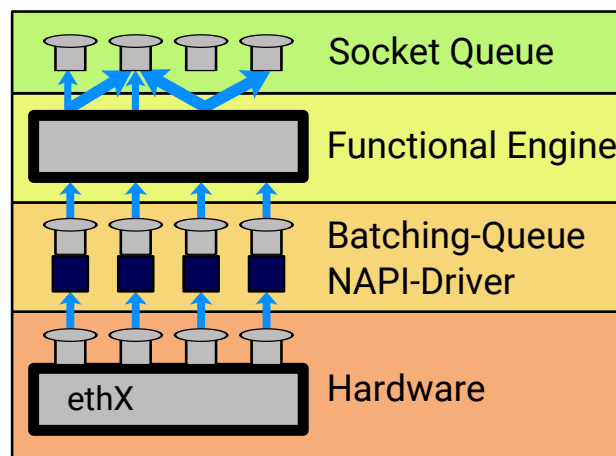 Socket Queue
Functional Engine
Batching-Queue
NAPI-Driver
Hardware
ethX